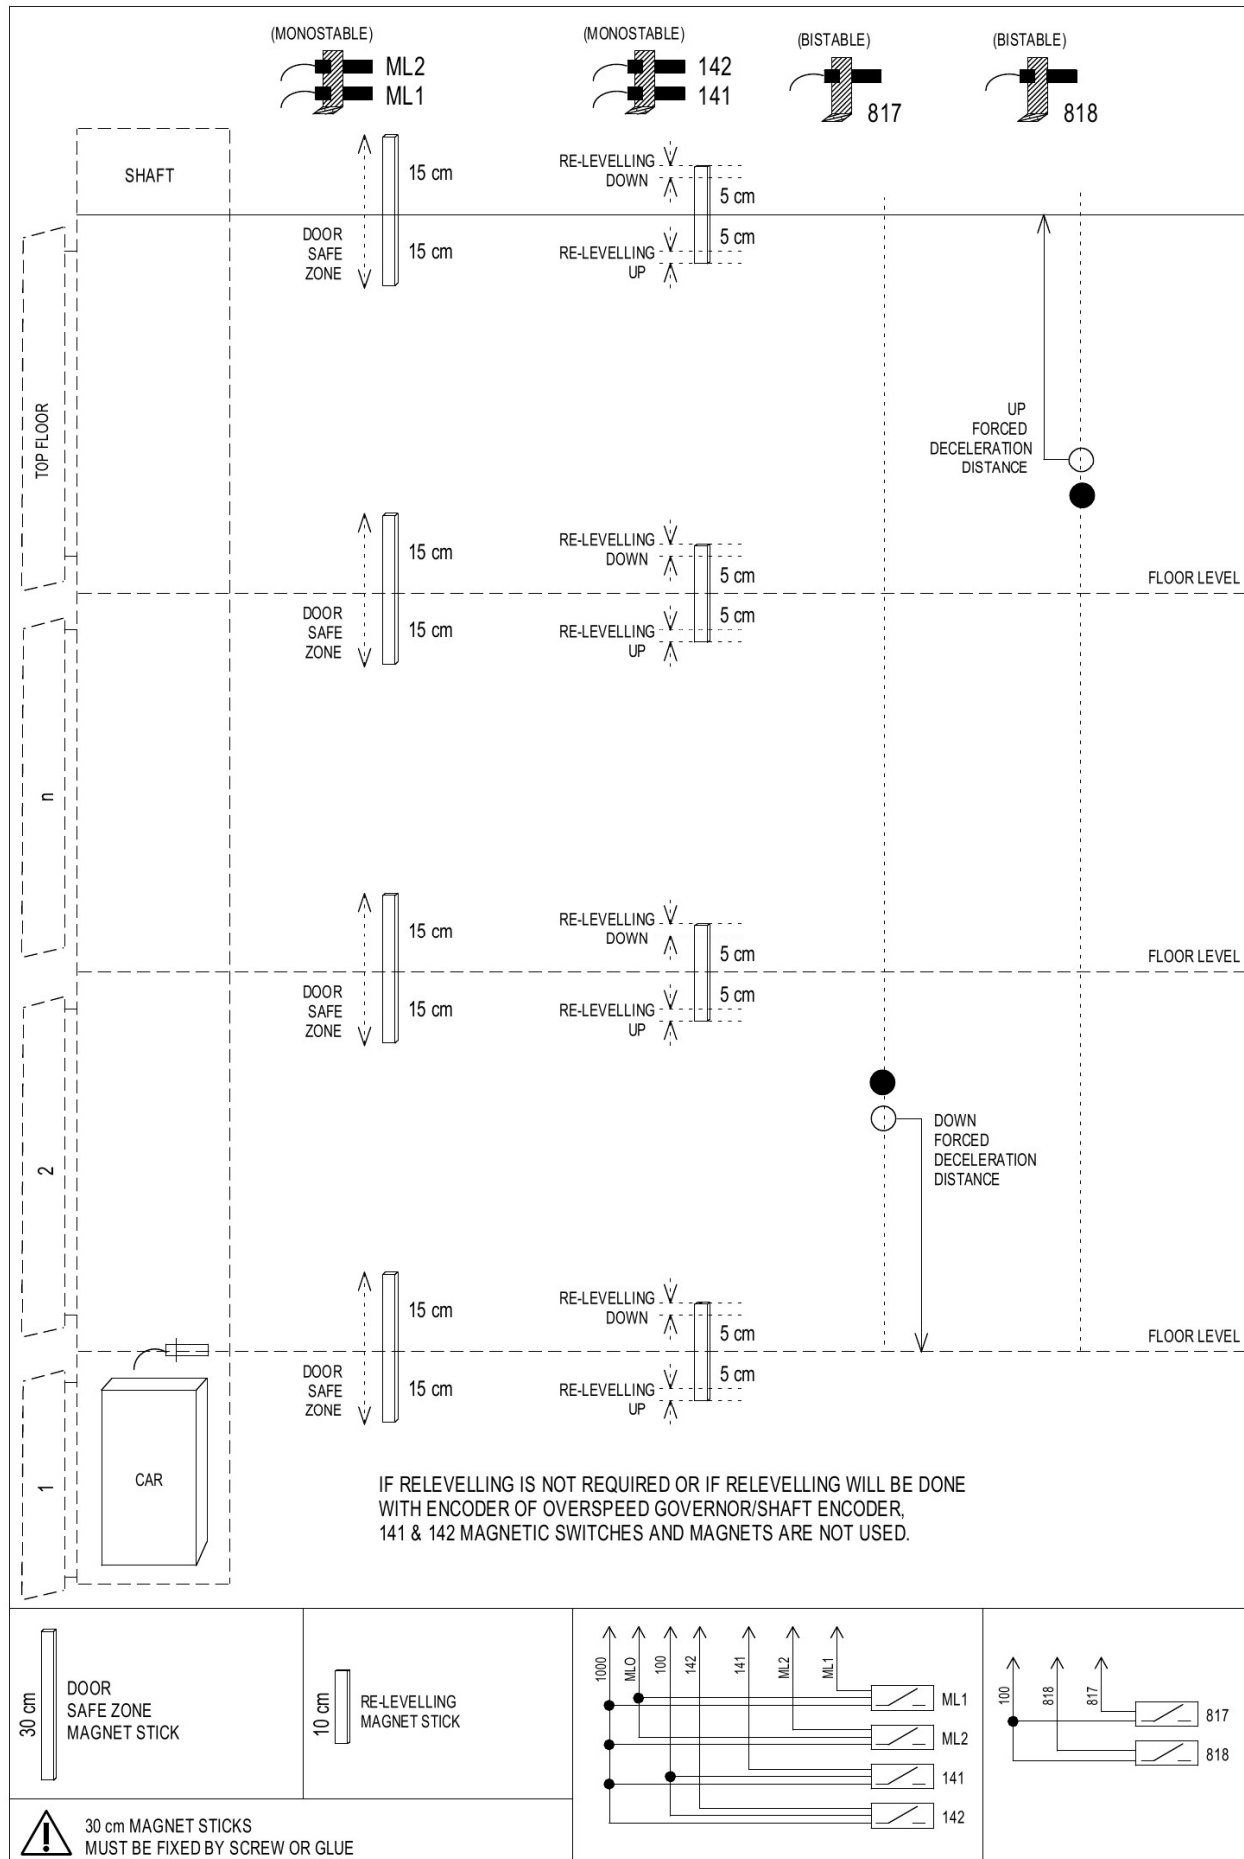 (MONOSTABLE)
ML2
ML1
(MONOSTABLE)
142
141
(BISTABLE)
817
(BISTABLE)
818
SHAFT
15 cm
DOOR
SAFE
ZONE
15 cm
RE-LEVELLING
DOWN
5 cm
5 cm
RE-LEVELLING
UP
TOP FLOOR
UP
FORCED
DECELERATION
DISTANCE
15 cm
DOOR
SAFE
ZONE
15 cm
RE-LEVELLING
DOWN
5 cm
5 cm
RE-LEVELLING
UP
FLOOR LEVEL
n
15 cm
DOOR
SAFE
ZONE
15 cm
RE-LEVELLING
DOWN
5 cm
5 cm
RE-LEVELLING
UP
FLOOR LEVEL
2
DOWN
FORCED
DECELERATION
DISTANCE
15 cm
DOOR
SAFE
ZONE
15 cm
RE-LEVELLING
DOWN
5 cm
5 cm
RE-LEVELLING
UP
FLOOR LEVEL
1
CAR
IF RELEVELLING IS NOT REQUIRED OR IF RELEVELLING WILL BE DONE
WITH ENCODER OF OVERSPEED GOVERNOR/SHAFT ENCODER,
141 & 142 MAGNETIC SWITCHES AND MAGNETS ARE NOT USED.
30 cm
DOOR
SAFE ZONE
MAGNET STICK
10 cm
RE-LEVELLING
MAGNET STICK
30 cm MAGNET STICKS
MUST BE FIXED BY SCREW OR GLUE
1000
MLO
100
142
141
ML2
ML1
ML1
ML2
141
142
100
818
817
817
818